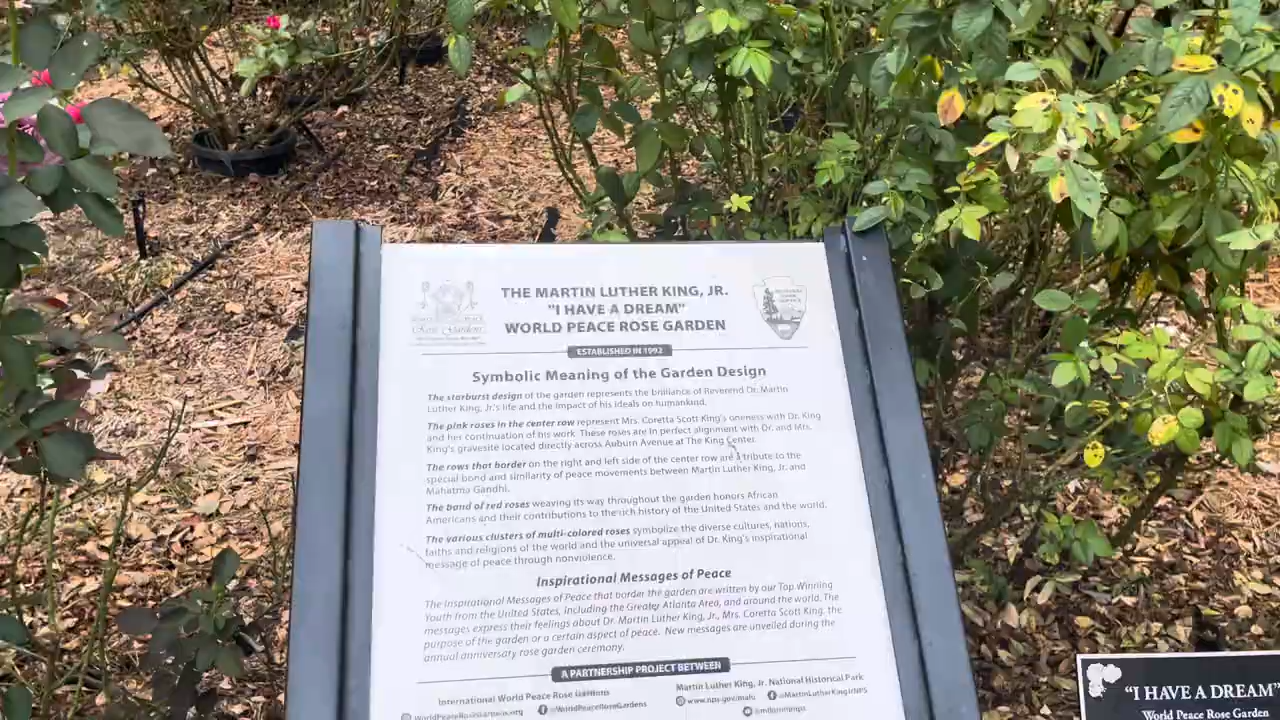 THE MARTIN LUTHER KING, JR.
"I HAVE A DREAM"
WORLD PEACE ROSE GARDEN
ESTABLISHED IN 1992
Symbolic Meaning of the Garden Design
The starburst design of the garden represents the brilliance of Reverend Dr. Martin
Luther King, Jr.'s life and the impact of his ideals on humankind.
The pink roses in the center row represent Mrs. Coretta Scott King's oneness with Dr. King
and her continuation of his work. These roses are in perfect alignment with Dr. and Mrs.
King's gravesite located directly across Auburn Avenue at The King Center.
The rows that border on the right and left side of the center row are a tribute to the
special bond and similarity of peace movements between Martin Luther King, Jr. and
Mahatma Gandhi.
The band of red roses weaving its way throughout the garden honors African
Americans and their contributions to the rich history of the United States and the world.
The various clusters of multi-colored roses symbolize the diverse cultures, nations,
faiths and religions of the world and the universal appeal of Dr. King's inspirational
message of peace through nonviolence.
Inspirational Messages of Peace
The Inspirational Messages of Peace that border the garden are written by our Top Winning
Youth from the United States, including the Greater Atlanta Area, and around the world. The
messages express their feelings about Dr. Martin Luther King, Jr., Mrs. Coretta Scott King, the
purpose of the garden or a certain aspect of peace. New messages are unveiled during the
annual anniversary rose garden ceremony.
A PARTNERSHIP PROJECT BETWEEN
International World Peace Rose Gardens
Martin Luther King, Jr. National Historical Park
www.nps.gov/malu
@MartinLutherKingJrNPS
@WorldPeaceRoseGardens
"I HAVE A DREAM"
World Peace Rose Garden